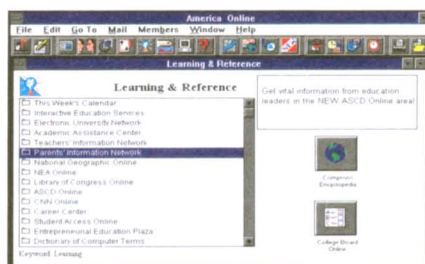 America Online
File Edit Go To Mail Members Window Help
Learning & Reference
Learning & Reference
This Week's Calendar
Interactive Education Services
Electronic University Network
Academic Assistance Center
Teachers' Information Network
Parents' Information Network
National Geographic Online
NEA Online
Library of Congress Online
ASCD Online
CNN Online
Career Center
Student Access Online
Entrepreneurial Education Plaza
Dictionary of Computer Terms
Keyword: Learning
Get vital information from education
leaders in the NEW ASCD Online area!
Compton's
Encyclopedia
College Board
Online